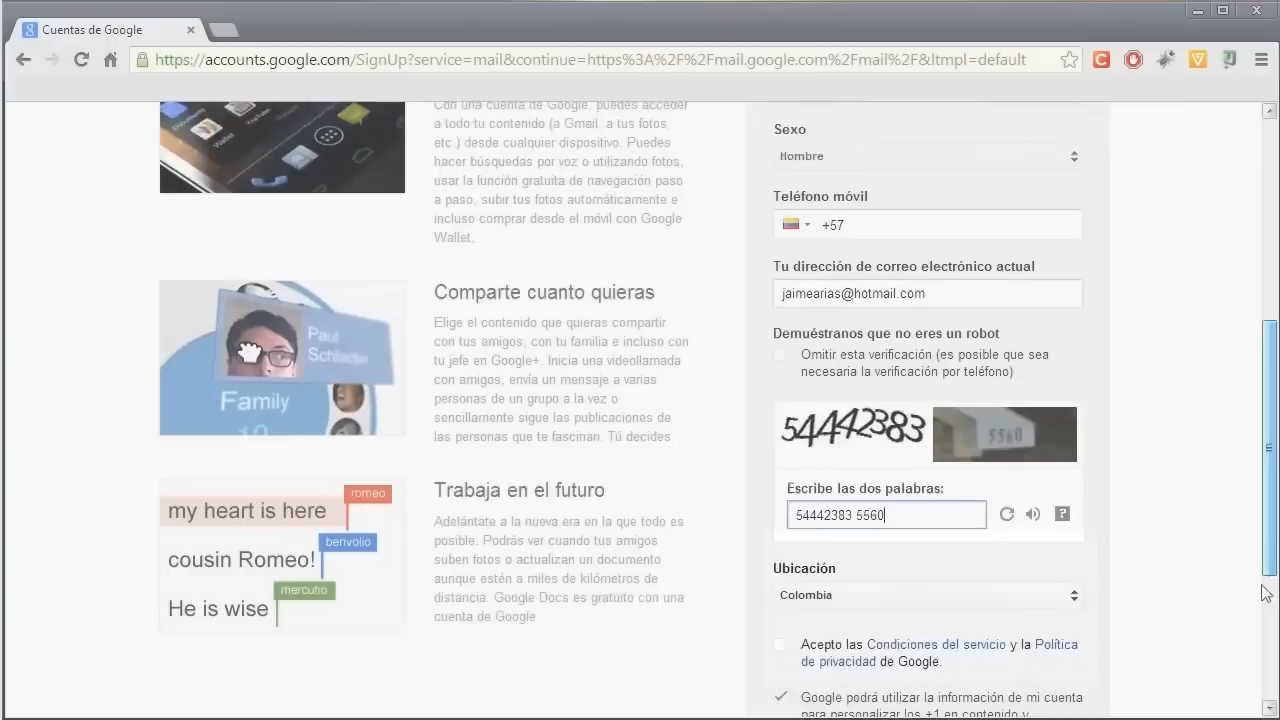 Cuentas de Google
https://accounts.google.com/SignUp?service=mail&continue=https%3A%2F%2Fmail.google.com%2Fmail%2F&ltmpl=default
YouTube
Wallet
Con una cuenta de Google, puedes acceder
a todo tu contenido (a Gmail, a tus fotos,
etc.) desde cualquier dispositivo. Puedes
hacer búsquedas por voz o utilizando fotos,
usar la función gratuita de navegación paso
a paso, subir tus fotos automáticamente e
incluso comprar desde el móvil con Google
Wallet.
Paul
Family
10
Comparte cuanto quieras
Elige el contenido que quieras compartir
con tus amigos, con tu familia e incluso con
tu jefe en Google+. Inicia una videollamada
con amigos, envía un mensaje a varias
personas de un grupo a la vez o
sencillamente sigue las publicaciones de
las personas que te fascinan. Tú decides.
romeo
my heart is here
benvolio
cousin Romeo!
mercutio
He is wise
Trabaja en el futuro
Adelántate a la nueva era en la que todo es
posible. Podrás ver cuando tus amigos
suben fotos o actualizan un documento
aunque estén a miles de kilómetros de
distancia. Google Docs es gratuito con una
cuenta de Google
Sexo
Hombre
Teléfono móvil
+57
Tu dirección de correo electrónico actual
jaimearias@hotmail.com
Demuéstranos que no eres un robot
Omitir esta verificación (es posible que sea
necesaria la verificación por teléfono)
54442383 5560
Escribe las dos palabras:
54442383 5560
?
Ubicación
Colombia
Acepto las Condiciones del servicio y la Política
de privacidad de Google.
Google podrá utilizar la información de mi cuenta
para personalizar los +1 en contenido y